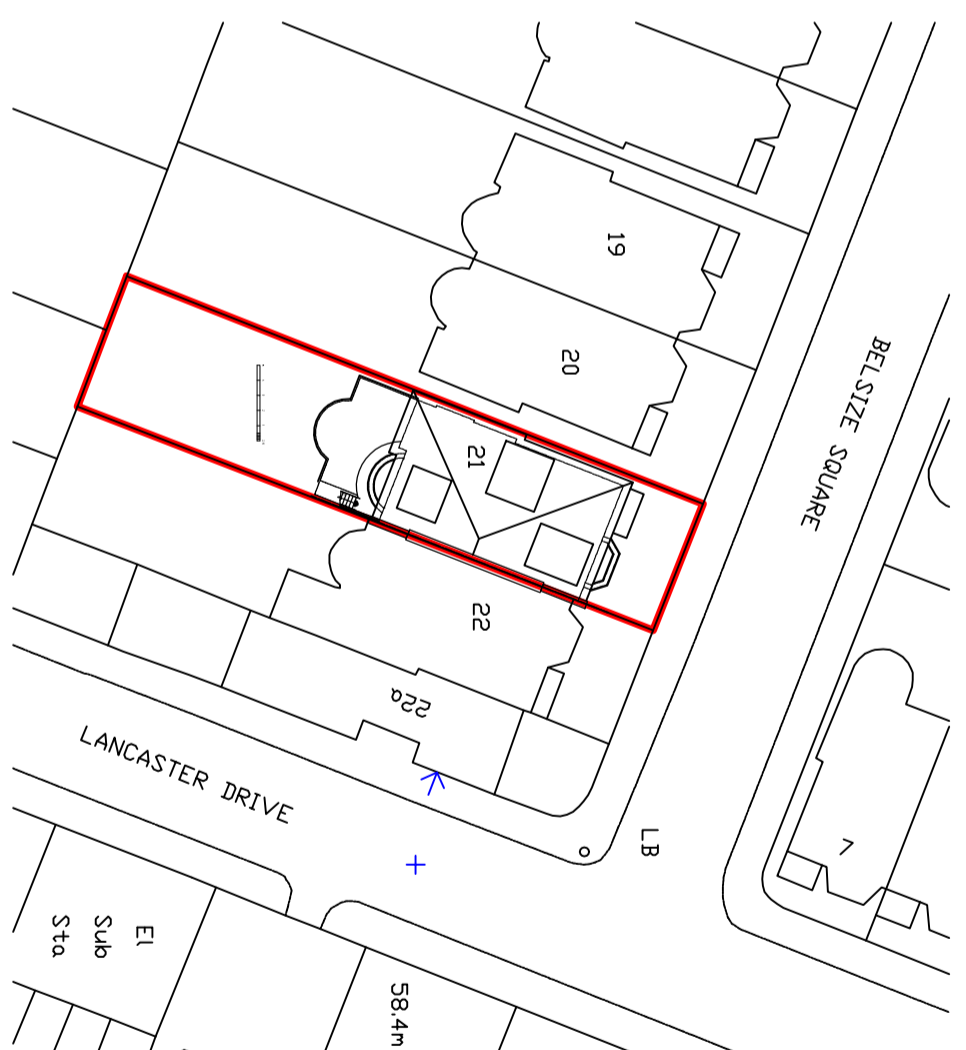 19
20
BELSIZE SQUARE
21
22
22a
LANCASTER DRIVE
LB
7
El
Sub
Sta
58.4m